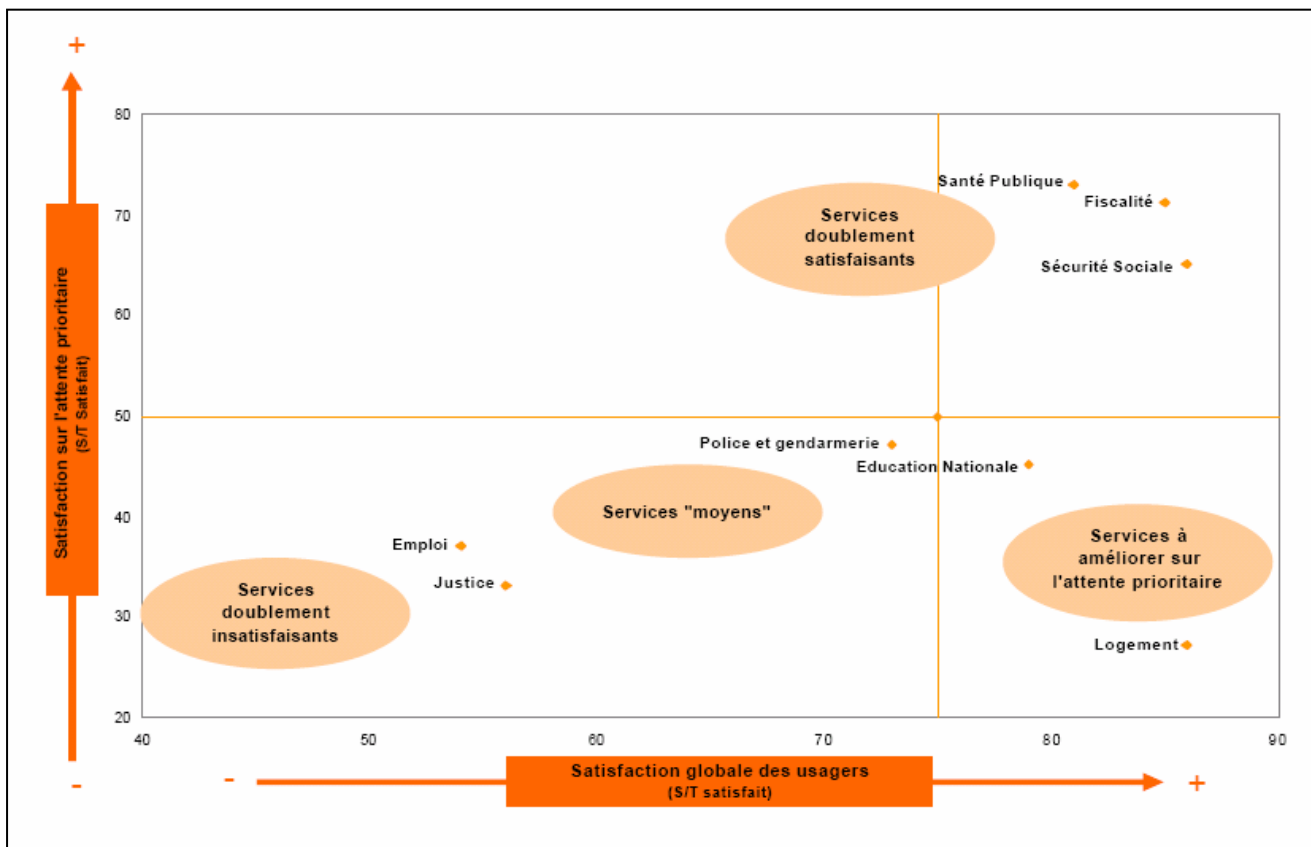 +
80
Santé Publique
Fiscalité
70
Services
doublement
satisfaisants
Sécurité Sociale
60
Satisfaction sur l'attente prioritaire
(S/T Satisfait)
50
Police et gendarmerie
Education Nationale
40
Services "moyens"
Services à
améliorer sur
l'attente prioritaire
Emploi
Justice
30
Services
doublement
insatisfaisants
Logement
20
40
50
60
70
80
90
-
-
Satisfaction globale des usagers
(S/T satisfait)
+